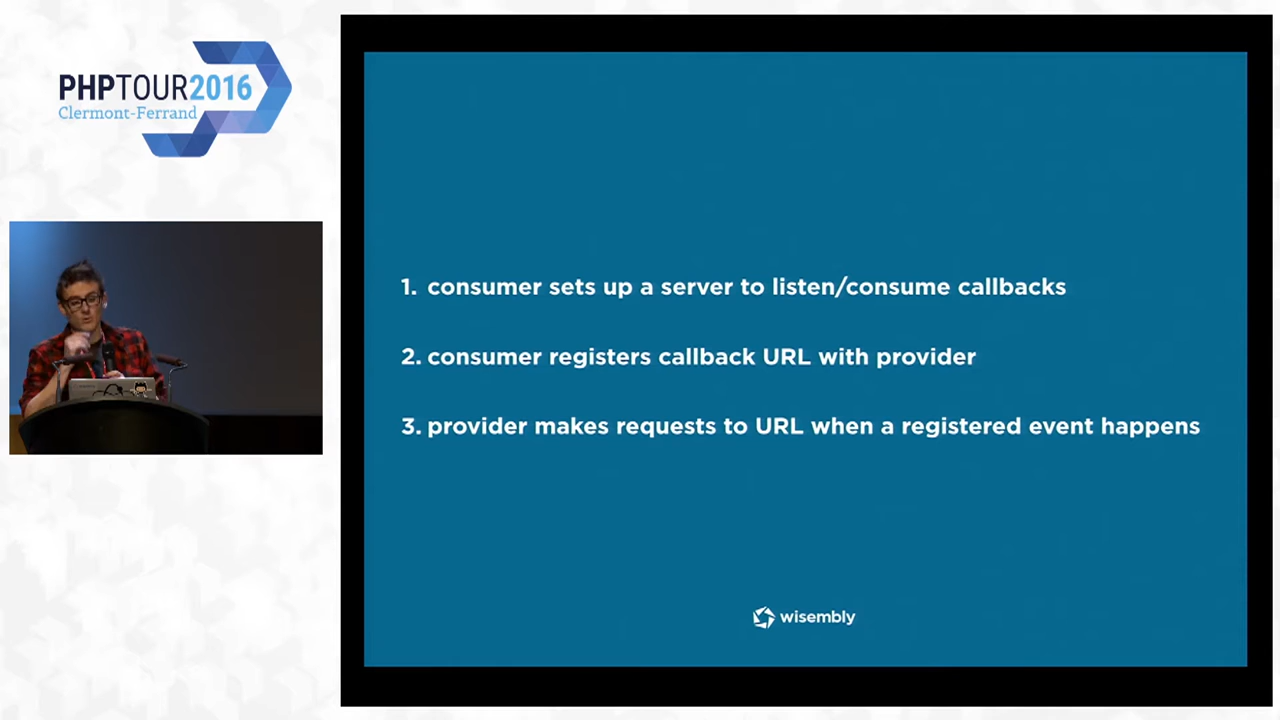 PHPTOUR2016
Clermont-Ferrand
1. consumer sets up a server to listen/consume callbacks
2. consumer registers callback URL with provider
3. provider makes requests to URL when a registered event happens
wisembly